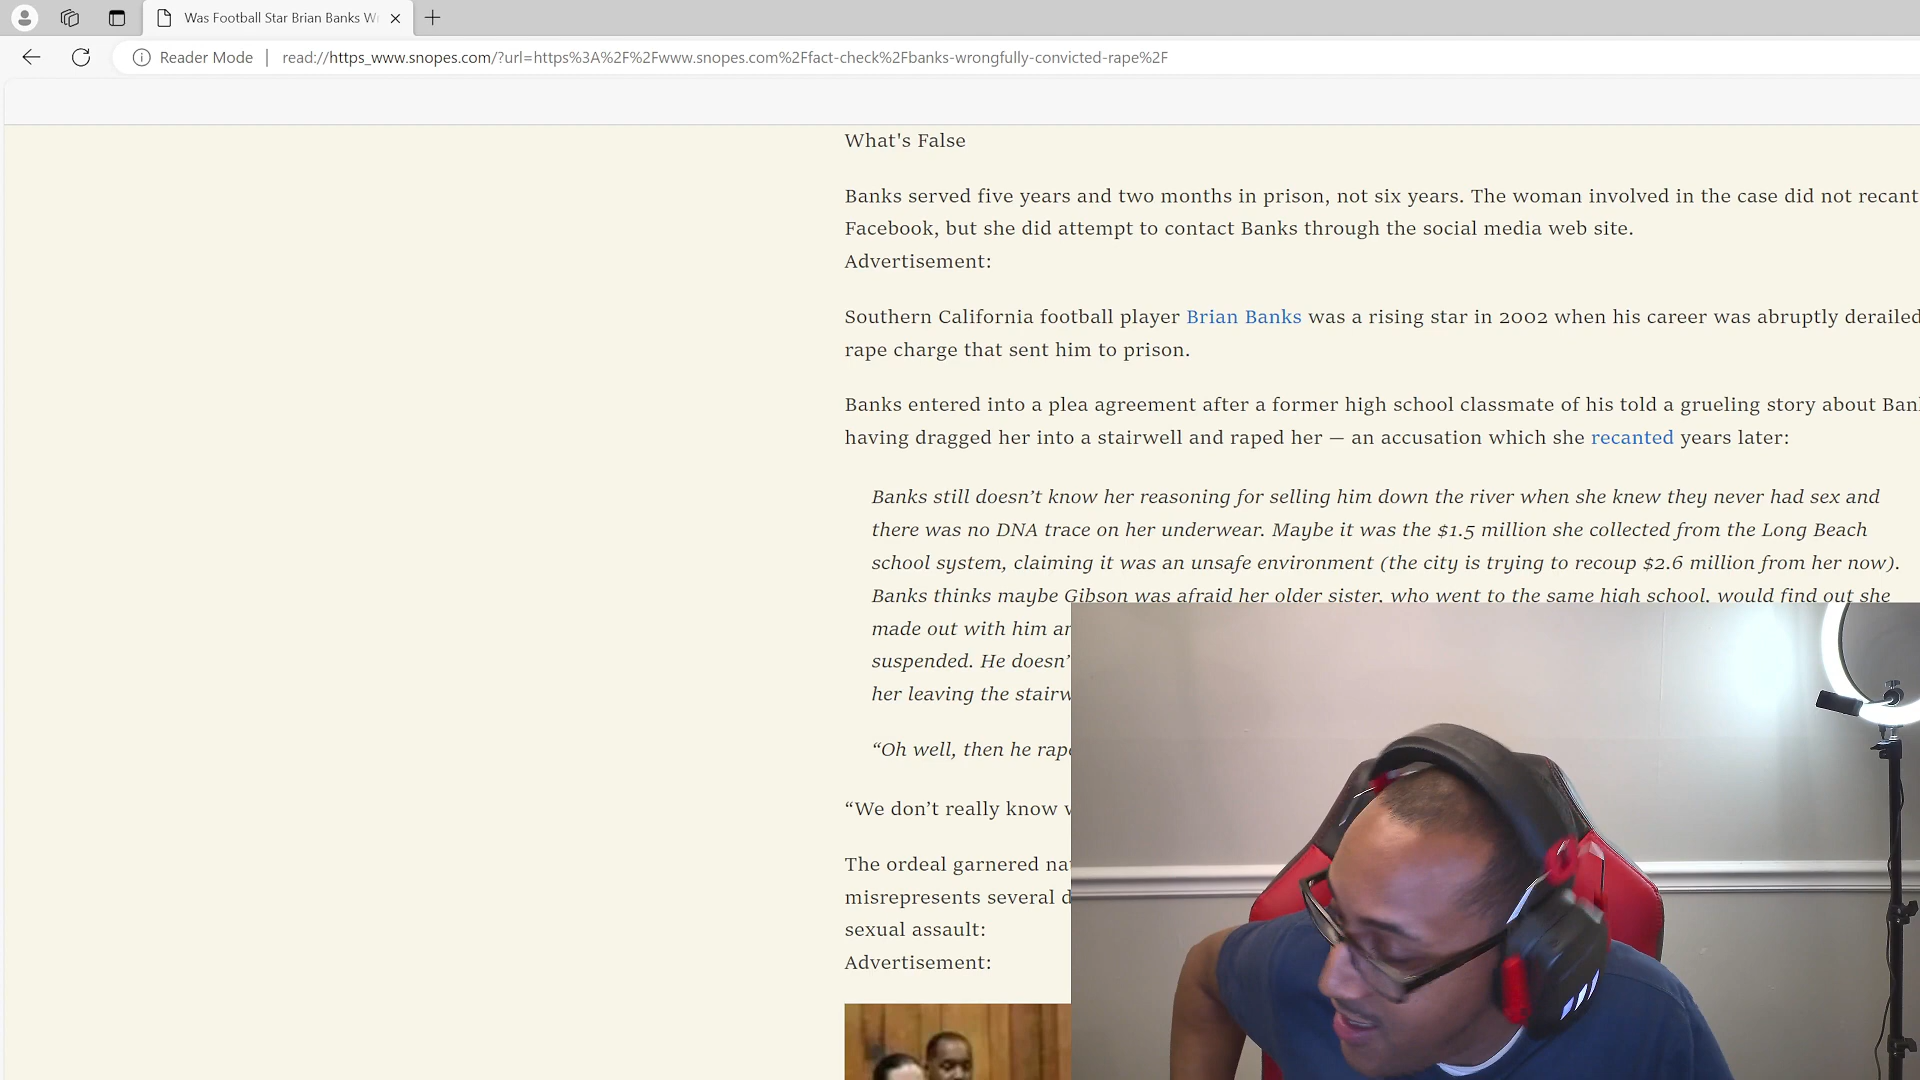 Was Football Star Brian Banks W
Reader Mode
read://https_www.snopes.com/?url=https%3A%2F%2Fwww.snopes.com%2Ffact-check%2Fbanks-wrongfully-convicted-rape%2F
What's False
Banks served five years and two months in prison, not six years. The woman involved in the case did not recant
Facebook, but she did attempt to contact Banks through the social media web site.
Advertisement:
Southern California football player Brian Banks was a rising star in 2002 when his career was abruptly derailed
rape charge that sent him to prison.
Banks entered into a plea agreement after a former high school classmate of his told a grueling story about Ban
having dragged her into a stairwell and raped her — an accusation which she recanted years later:
Banks still doesn’t know her reasoning for selling him down the river when she knew they never had sex and
there was no DNA trace on her underwear. Maybe it was the $1.5 million she collected from the Long Beach
school system, claiming it was an unsafe environment (the city is trying to recoup $2.6 million from her now).
Banks thinks maybe Gibson was afraid her older sister, who went to the same high school, would find out she
made out with him
suspended. He doesn’
her leaving the stairw
“Oh well, then he rap
“We don’t really know
The ordeal garnered na
misrepresents several d
sexual assault:
Advertisement: